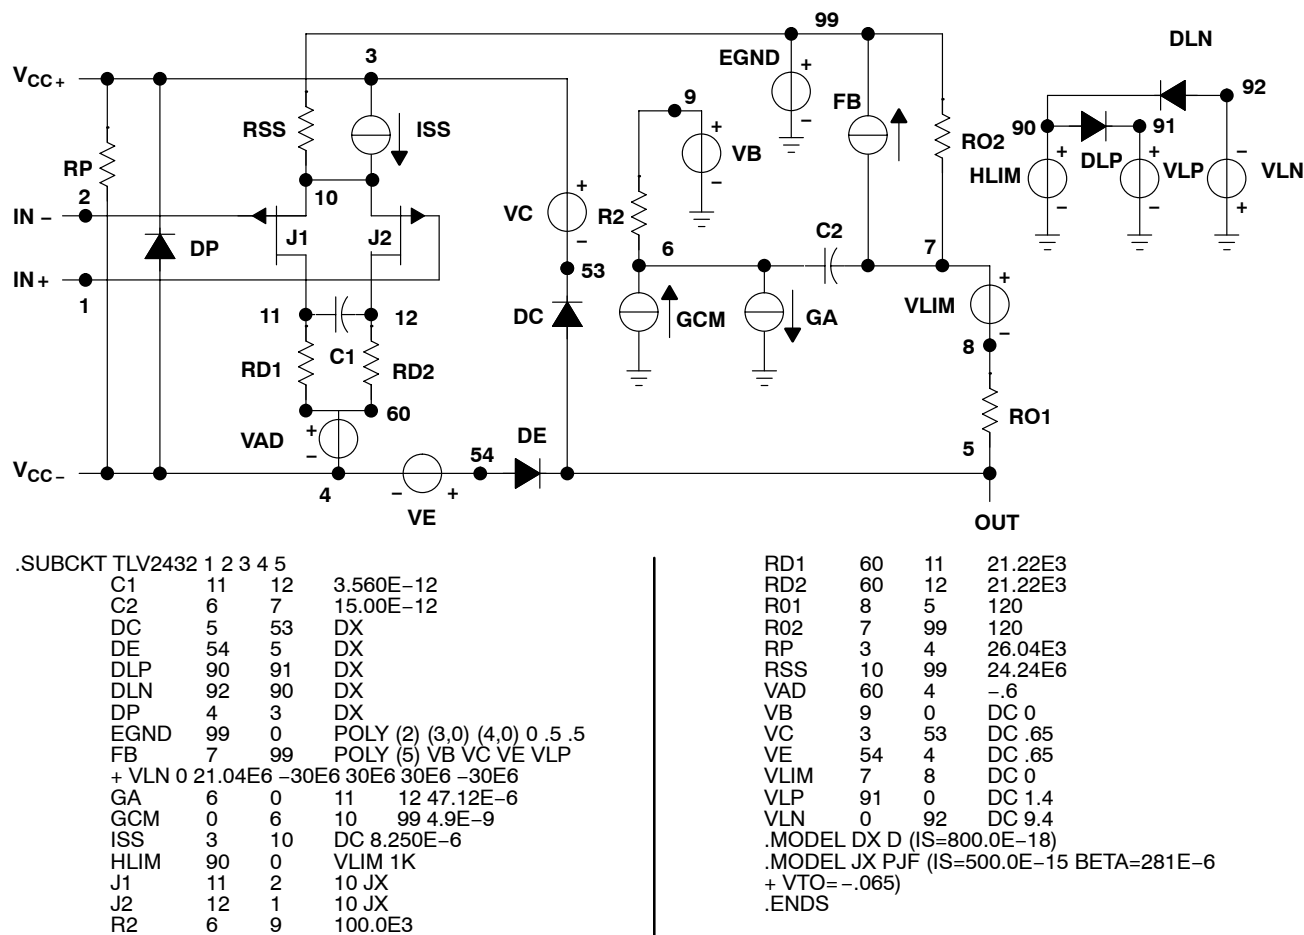 99
DLN
3
V CC +
EGND
+
92
9
FB
RSS
ISS
+
90
91
RP
VB
RO2
DLP
HLIM
VLP
VLN
10
2
IN −
VC
R2
DP
J1
J2
C2
6
7
IN +
53
1
VLIM
11
12
DC
GCM
GA
8
C1
RD1
RD2
60
RO1
VAD
DE
54
5
V CC −
4
VE
OUT
.SUBCKT TLV2432 1 2 3 4 5
C1 11 12 3.560E−12
C2 6 7 15.00E−12
DC 5 53 DX
DE 54 5 DX
DLP 90 91 DX
DLN 92 90 DX
DP 4 3 DX
EGND 99 0 POLY (2) (3,0) (4,0) 0 .5 .5
FB 7 99 POLY (5) VB VC VE VLP
+ VLN 0 21.04E6 −30E6 30E6 30E6 −30E6
GA 6 0 11 12 47.12E−6
GCM 0 6 10 99 4.9E−9
ISS 3 10 DC 8.250E−6
HLIM 90 0 VLIM 1K
J1 11 2 10 JX
J2 12 1 10 JX
R2 6 9 100.0E3
RD1 60 11 21.22E3
RD2 60 12 21.22E3
R01 8 5 120
R02 7 99 120
RP 3 4 26.04E3
RSS 10 99 24.24E6
VAD 60 4 −.6
VB 9 0 DC 0
VC 3 53 DC .65
VE 54 4 DC .65
VLIM 7 8 DC 0
VLP 91 0 DC 1.4
VLN 0 92 DC 9.4
.MODEL DX D (IS=800.0E−18)
.MODEL JX PJF (IS=500.0E−15 BETA=281E−6
+ VTO=−.065)
.ENDS